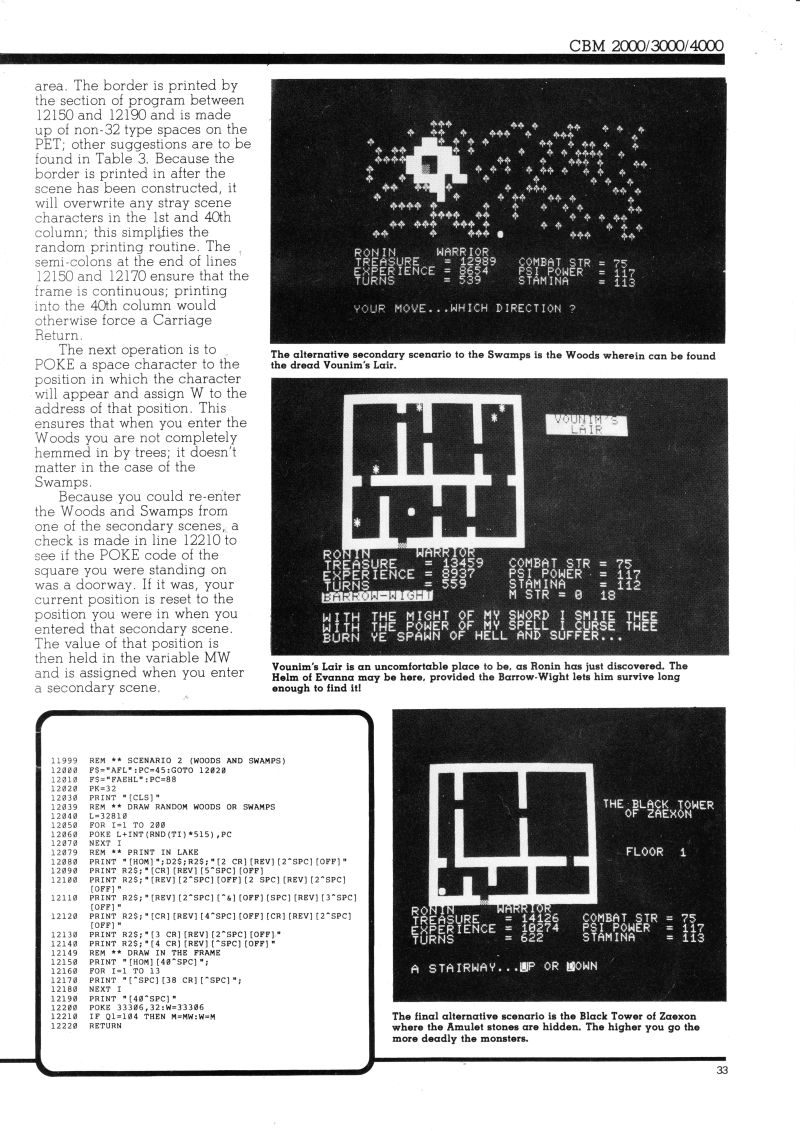 CBM 2000/3000/4000
area. The border is printed by
the section of program between
12150 and 12190 and is made
up of non-32 type spaces on the
PET; other suggestions are to be
found in Table 3. Because the
border is printed in after the
scene has been constructed, it
will overwrite any stray scene
characters in the 1st and 40th
column; this simplifies the
random printing routine. The
semi-colons at the end of lines
12150 and 12170 ensure that the
frame is continuous; printing
into the 40th column would
otherwise force a Carriage
Return.
The next operation is to
POKE a space character to the
position in which the character
will appear and assign W to the
address of that position. This
ensures that when you enter the
Woods you are not completely
hemmed in by trees; it doesn't
matter in the case of the
Swamps.
Because you could re-enter
the Woods and Swamps from
one of the secondary scenes, a
check is made in line 12210 to
see if the POKE code of the
square you were standing on
was a doorway. If it was, your
current position is reset to the
position you were in when you
entered that secondary scene.
The value of that position is
then held in the variable MW
and is assigned when you enter
a secondary scene.
RONIN WARRIOR
TREASURE = 12989 COMBAT STR = 75
EXPERIENCE = 8654 PSI POWER = 117
TURNS = 539 STAMINA = 113
YOUR MOVE...WHICH DIRECTION ?
The alternative secondary scenario to the Swamps is the Woods wherein can be found
the dread Vounim's Lair.
VOUNIM'S
LAIR
RONIN WARRIOR
TREASURE = 13459 COMBAT STR = 75
EXPERIENCE = 8937 PSI POWER = 117
TURNS = 559 STAMINA = 112
BARROW-WIGHT M STR = 0 18
WITH THE MIGHT OF MY SWORD I SMITE THEE
WITH THE POWER OF MY SPELL I CURSE THEE
BURN YE SPAWN OF HELL AND SUFFER...
Vounim's Lair is an uncomfortable place to be, as Ronin has just discovered. The
Helm of Evanna may be here, provided the Barrow-Wight lets him survive long
enough to find it!
11999 REM ** SCENARIO 2 (WOODS AND SWAMPS)
12000 F$="AFL":PC=45:GOTO 12020
12010 F$="FAEHL":PC=88
12020 PK=32
12030 PRINT "[CLS]"
12039 REM ** DRAW RANDOM WOODS OR SWAMPS
12040 L=32810
12050 FOR I=1 TO 200
12060 POKE L+INT(RND(TI)*515),PC
12070 NEXT I
12079 REM ** PRINT IN LAKE
12080 PRINT "[HOM]";D2$;R2$;"[2 CR][REV][2^SPC][OFF]"
12090 PRINT R2$;"[CR][REV][5^SPC][OFF]
12100 PRINT R2$;"[REV][2^SPC][OFF][2 SPC][REV][2^SPC]
[OFF]"
12110 PRINT R2$;"[REV][2^SPC][^&][OFF][SPC][REV][3^SPC]
[OFF]"
12120 PRINT R2$;"[CR][REV][4^SPC][OFF][CR][REV][2^SPC]
[OFF]"
12130 PRINT R2$;"[3 CR][REV][2^SPC][OFF]"
12140 PRINT R2$;"[4 CR][REV][^SPC][OFF]"
12149 REM ** DRAW IN THE FRAME
12150 PRINT "[HOM][40^SPC]";
12160 FOR I=1 TO 13
12170 PRINT "[^SPC][38 CR][^SPC]";
12180 NEXT I
12190 PRINT "[40^SPC]"
12200 POKE 33306,32:W=33306
12210 IF Q1=104 THEN M=MW:W=M
12220 RETURN
THE BLACK TOWER
OF ZAEXON
FLOOR 1
RONIN WARRIOR
TREASURE = 14126 COMBAT STR = 75
EXPERIENCE = 10274 PSI POWER = 117
TURNS = 622 STAMINA = 113
A STAIRWAY...UP OR DOWN
The final alternative scenario is the Black Tower of Zaexon
where the Amulet stones are hidden. The higher you go the
more deadly the monsters.
33